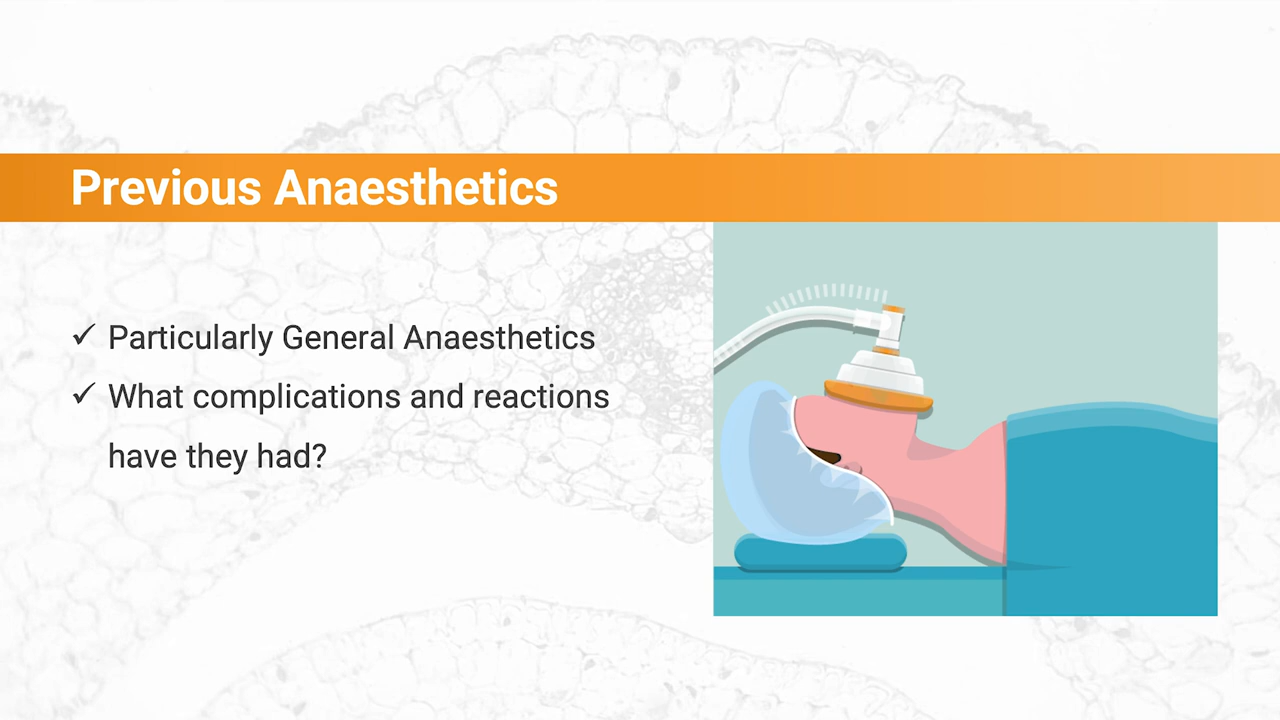 Previous Anaesthetics
✓ Particularly General Anaesthetics
✓ What complications and reactions
have they had?